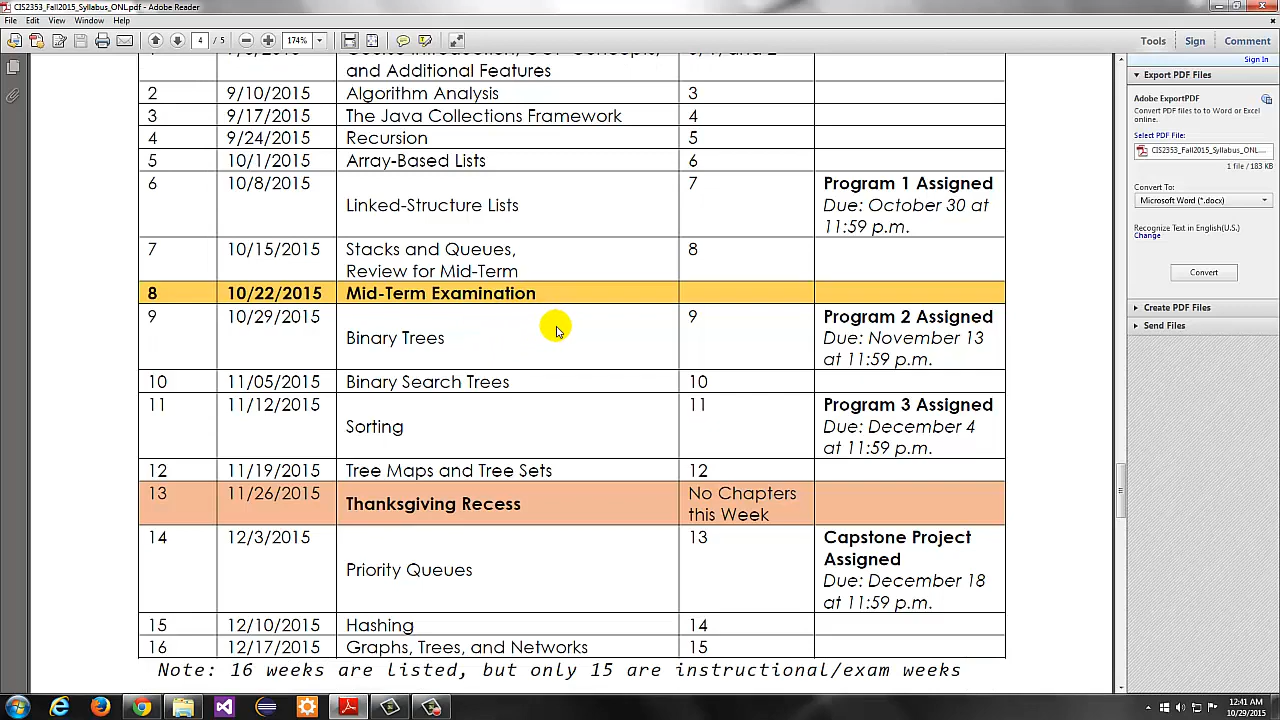 CIS2353_Fall2015_Syllabus_ONL.pdf - Adobe Reader
File Edit View Window Help
4 / 5 174% Tools Sign Comment
Sign In
and Additional Features
2 9/10/2015 Algorithm Analysis 3
3 9/17/2015 The Java Collections Framework 4
4 9/24/2015 Recursion 5
5 10/1/2015 Array-Based Lists 6
6 10/8/2015 Linked-Structure Lists 7 Program 1 Assigned
Due: October 30 at
11:59 p.m.
7 10/15/2015 Stacks and Queues, 8
Review for Mid-Term
8 10/22/2015 Mid-Term Examination
9 10/29/2015 Binary Trees 9 Program 2 Assigned
Due: November 13
at 11:59 p.m.
10 11/05/2015 Binary Search Trees 10
11 11/12/2015 Sorting 11 Program 3 Assigned
Due: December 4
at 11:59 p.m.
12 11/19/2015 Tree Maps and Tree Sets 12
13 11/26/2015 Thanksgiving Recess No Chapters
this Week
14 12/3/2015 Priority Queues 13 Capstone Project
Assigned
Due: December 18
at 11:59 p.m.
15 12/10/2015 Hashing 14
16 12/17/2015 Graphs, Trees, and Networks 15
Note: 16 weeks are listed, but only 15 are instructional/exam weeks
Export PDF Files
Adobe ExportPDF
Convert PDF files to to Word or Excel
online.
Select PDF File:
CIS2353_Fall2015_Syllabus_ONL...
1 file / 183 KB
Convert To:
Microsoft Word (*.docx)
Recognize Text in English(U.S.)
Change
Convert
Create PDF Files
Send Files
12:41 AM
10/29/2015